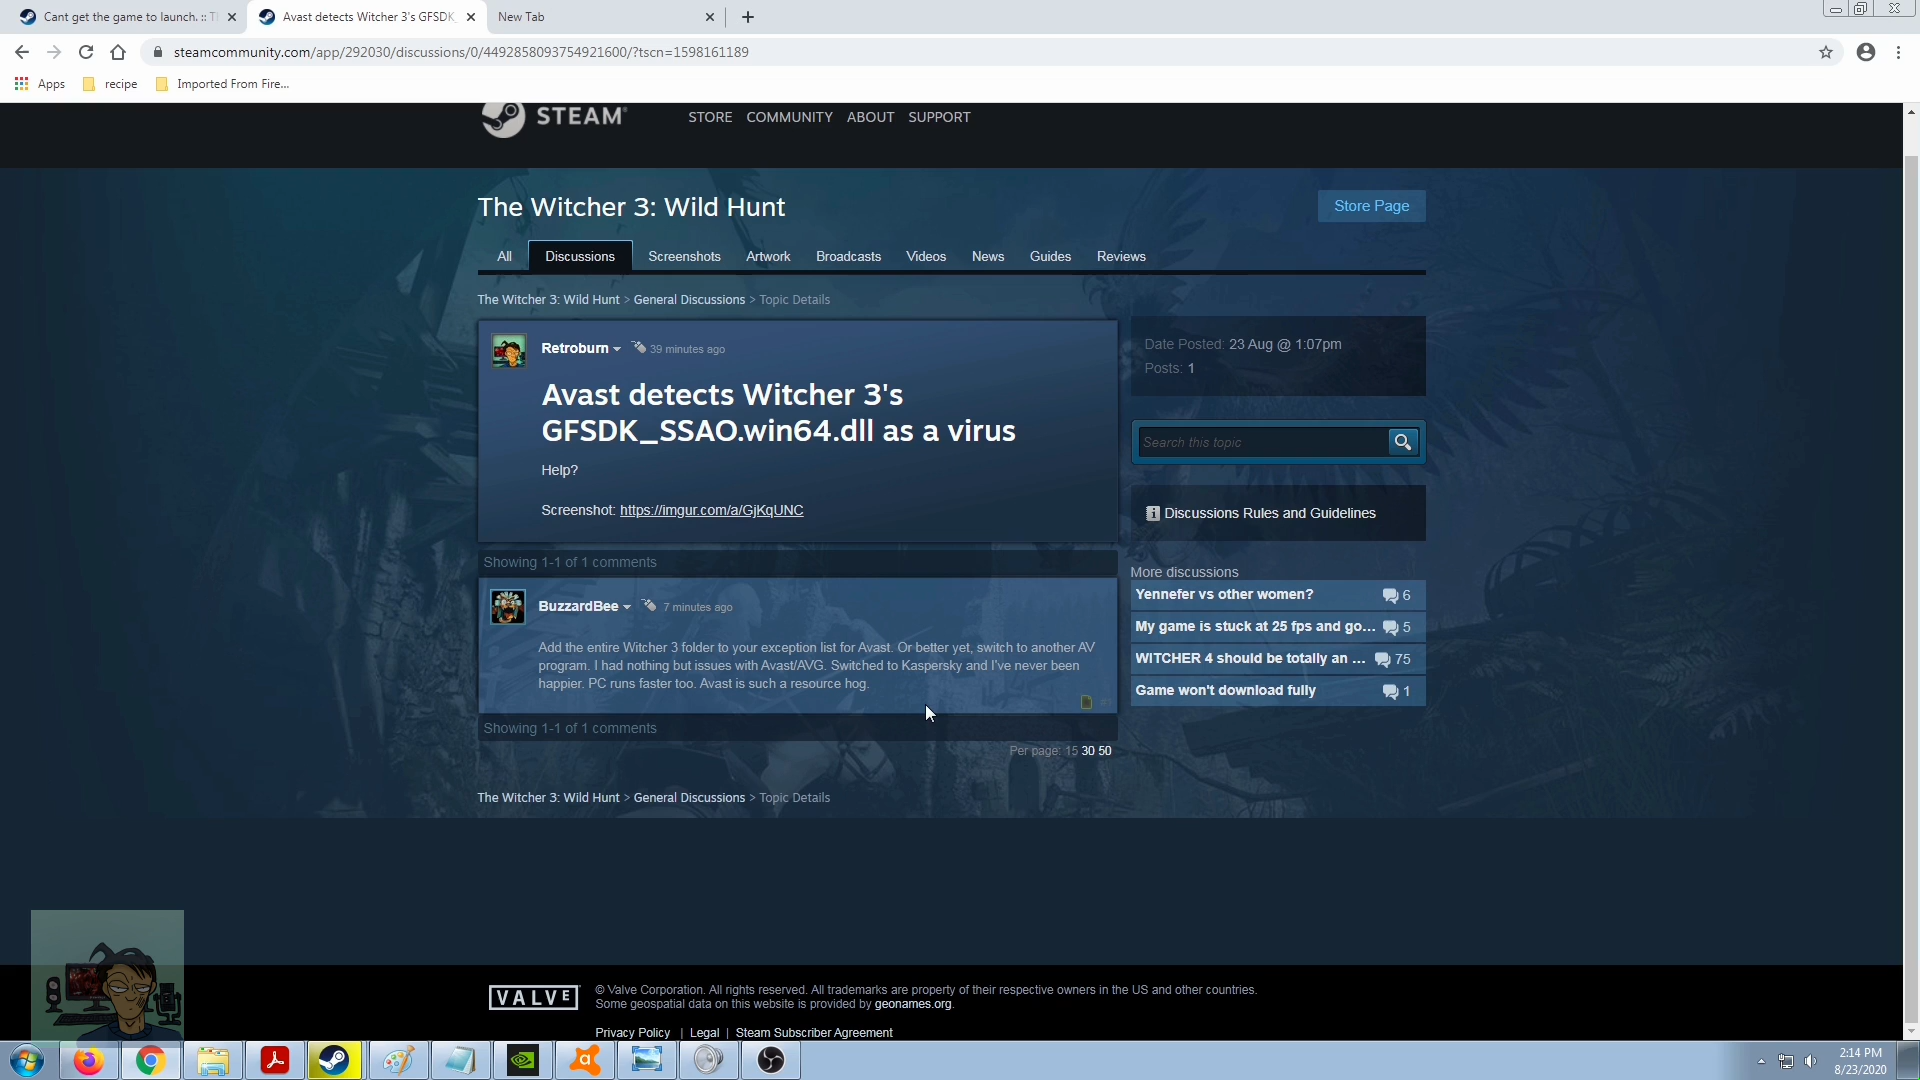 Cant get the game to launch. :: T
Avast detects Witcher 3's GFSDK_
New Tab
steamcommunity.com/app/292030/discussions/0/4492858093754921600/?tscn=1598161189
Apps
recipe
Imported From Fire...
STEAM
STORE COMMUNITY ABOUT SUPPORT
The Witcher 3: Wild Hunt
Store Page
All Discussions Screenshots Artwork Broadcasts Videos News Guides Reviews
The Witcher 3: Wild Hunt > General Discussions > Topic Details
Retroburn 39 minutes ago
Avast detects Witcher 3's
GFSDK_SSAO.win64.dll as a virus
Help?
Screenshot: https://imgur.com/a/GjKqUNC
Date Posted: 23 Aug @ 1:07pm
Posts: 1
Search this topic
Discussions Rules and Guidelines
Showing 1-1 of 1 comments
BuzzardBee 7 minutes ago
Add the entire Witcher 3 folder to your exception list for Avast. Or better yet, switch to another AV
program. I had nothing but issues with Avast/AVG. Switched to Kaspersky and I've never been
happier. PC runs faster too. Avast is such a resource hog.
Showing 1-1 of 1 comments
Per page: 15 30 50
More discussions
Yennefer vs other women? 6
My game is stuck at 25 fps and go... 5
WITCHER 4 should be totally an ... 75
Game won't download fully 1
The Witcher 3: Wild Hunt > General Discussions > Topic Details
VALVE
© Valve Corporation. All rights reserved. All trademarks are property of their respective owners in the US and other countries.
Some geospatial data on this website is provided by geonames.org.
Privacy Policy | Legal | Steam Subscriber Agreement
2:14 PM
8/23/2020